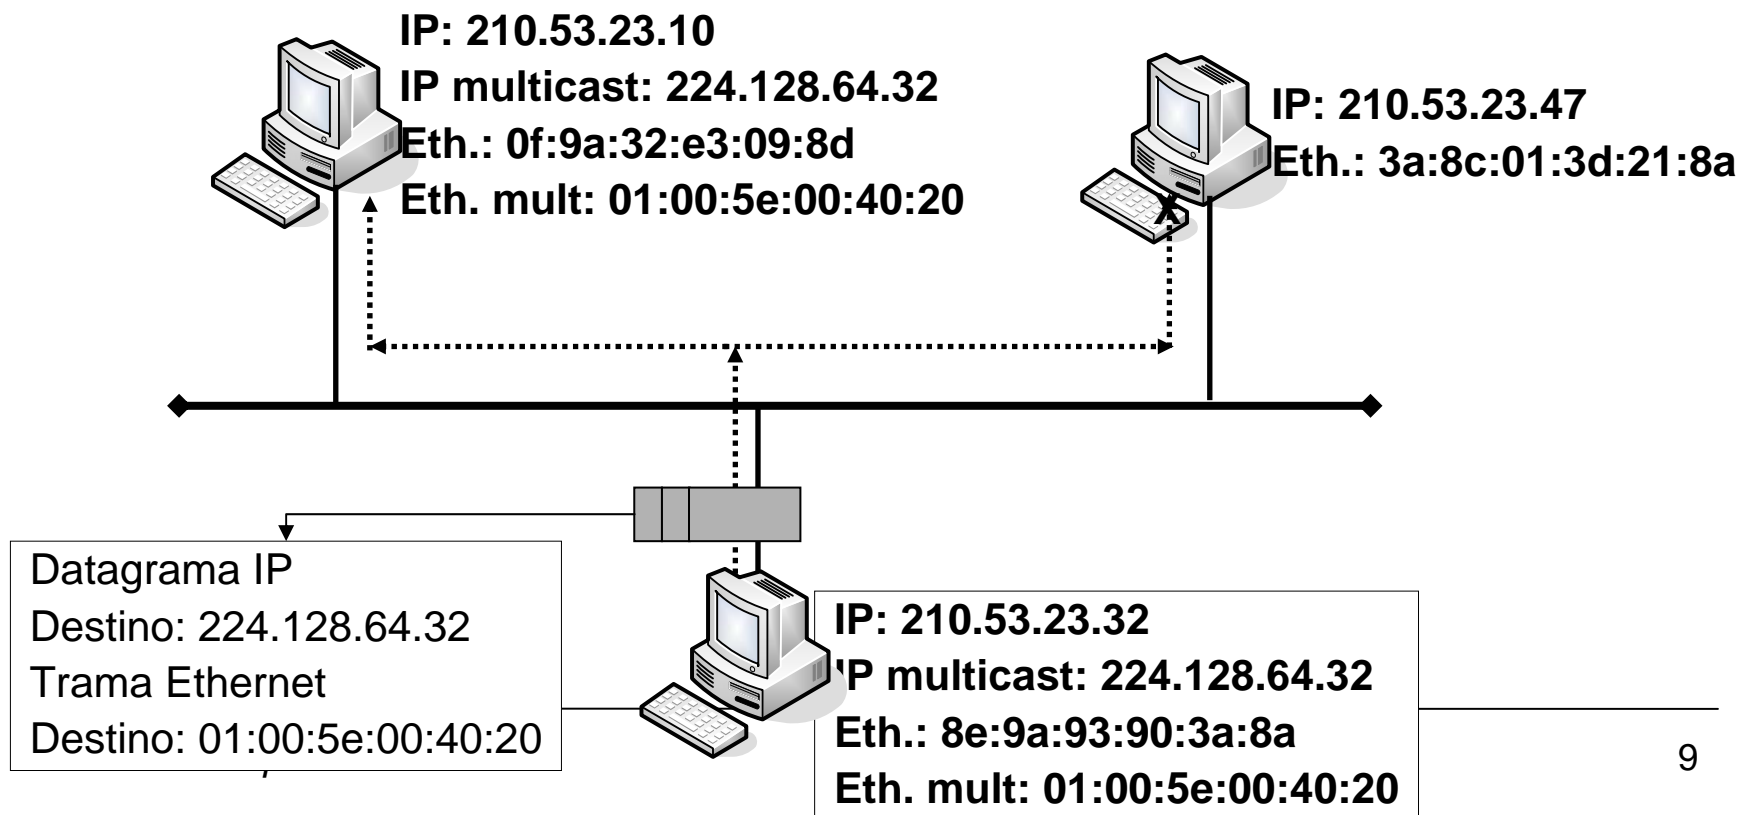 IP: 210.53.23.10
IP multicast: 224.128.64.32
Eth.: 0f:9a:32:e3:09:8d
Eth. mult: 01:00:5e:00:40:20
IP: 210.53.23.47
Eth.: 3a:8c:01:3d:21:8a
x
Datagrama IP
Destino: 224.128.64.32
Trama Ethernet
Destino: 01:00:5e:00:40:20
IP: 210.53.23.32
IP multicast: 224.128.64.32
Eth.: 8e:9a:93:90:3a:8a
Eth. mult: 01:00:5e:00:40:20
9